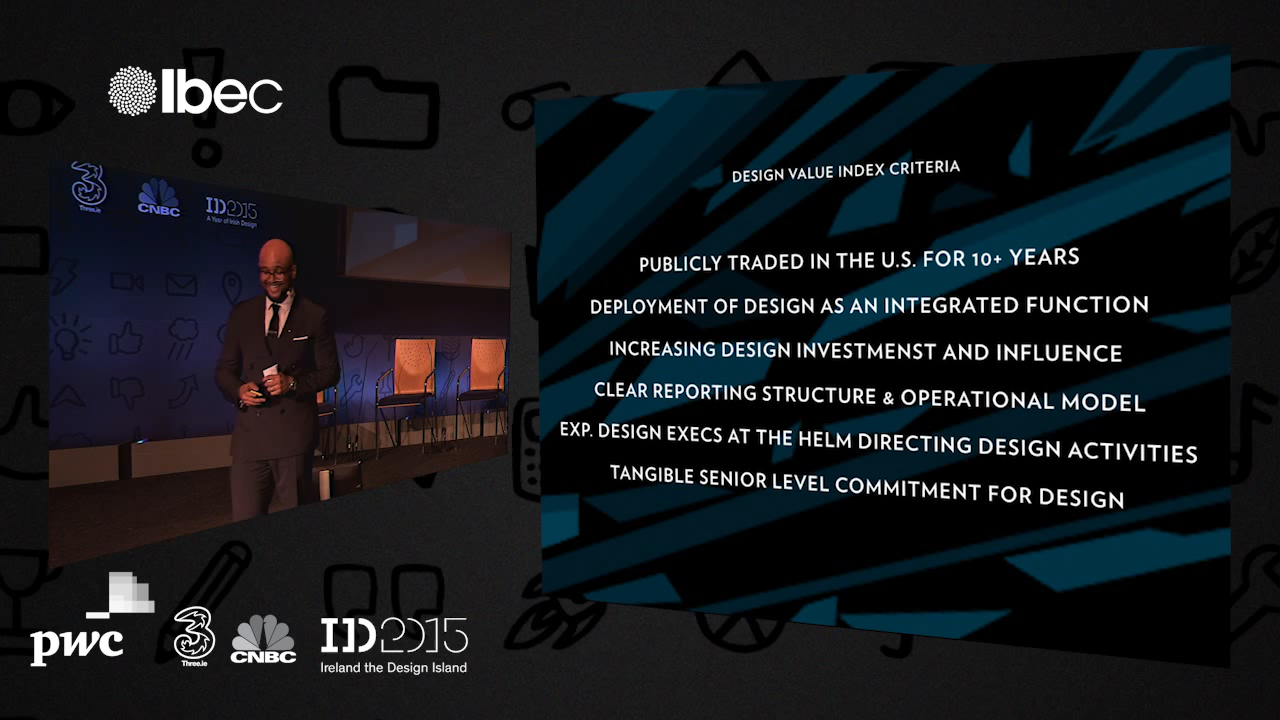 Ibec
3
Three.ie
CNBC
ID2015
A Year of Irish Design
DESIGN VALUE INDEX CRITERIA
PUBLICLY TRADED IN THE U.S. FOR 10+ YEARS
DEPLOYMENT OF DESIGN AS AN INTEGRATED FUNCTION
INCREASING DESIGN INVESTMENST AND INFLUENCE
CLEAR REPORTING STRUCTURE & OPERATIONAL MODEL
EXP. DESIGN EXECS AT THE HELM DIRECTING DESIGN ACTIVITIES
TANGIBLE SENIOR LEVEL COMMITMENT FOR DESIGN
pwc
3
Three.ie
CNBC
ID2015
Ireland the Design Island